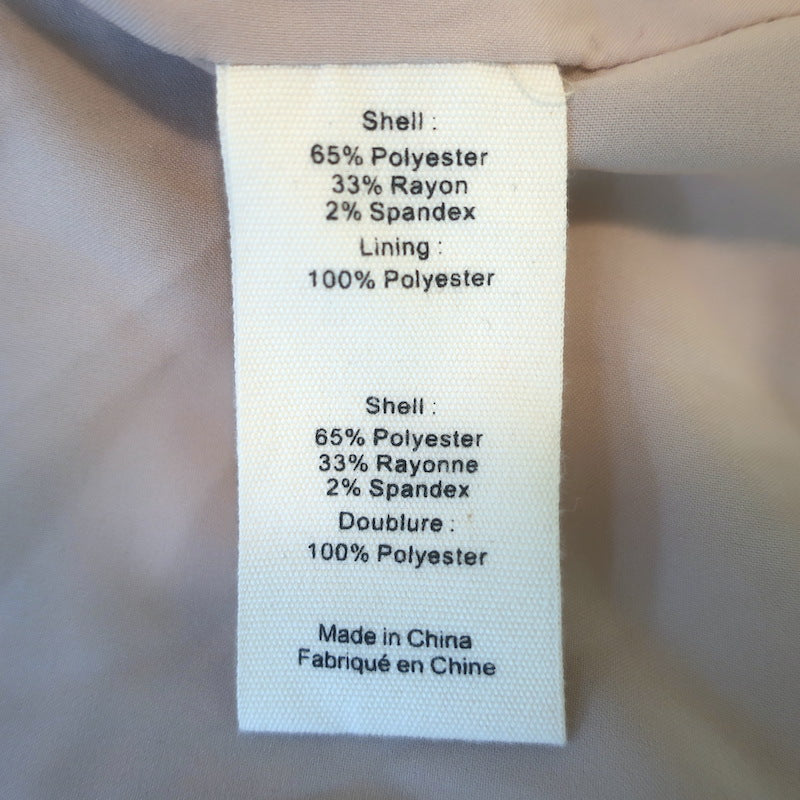 Shell :
65% Polyester
33% Rayon
2% Spandex
Lining :
100% Polyester
Shell :
65% Polyester
33% Rayonne
2% Spandex
Doublure :
100% Polyester
Made in China
Fabriqué en Chine